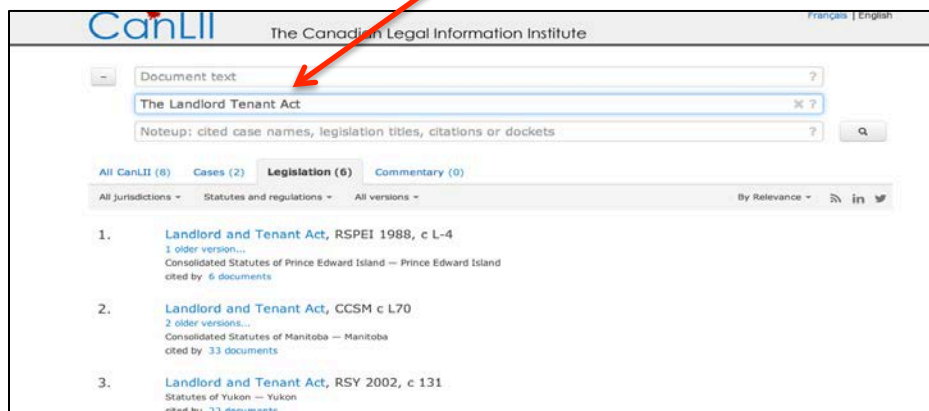 CanLII The Canadian Legal Information Institute Français | English
– Document text ?
The Landlord Tenant Act × ?
Noteup: cited case names, legislation titles, citations or dockets ?
All CanLII (8) Cases (2) Legislation (6) Commentary (0)
All jurisdictions Statutes and regulations All versions By Relevance in
1. Landlord and Tenant Act, RSPEI 1988, c L-4
1 older version...
Consolidated Statutes of Prince Edward Island — Prince Edward Island
cited by 6 documents
2. Landlord and Tenant Act, CCSM c L70
2 older versions...
Consolidated Statutes of Manitoba — Manitoba
cited by 33 documents
3. Landlord and Tenant Act, RSY 2002, c 131
Statutes of Yukon — Yukon
cited by 22 documents